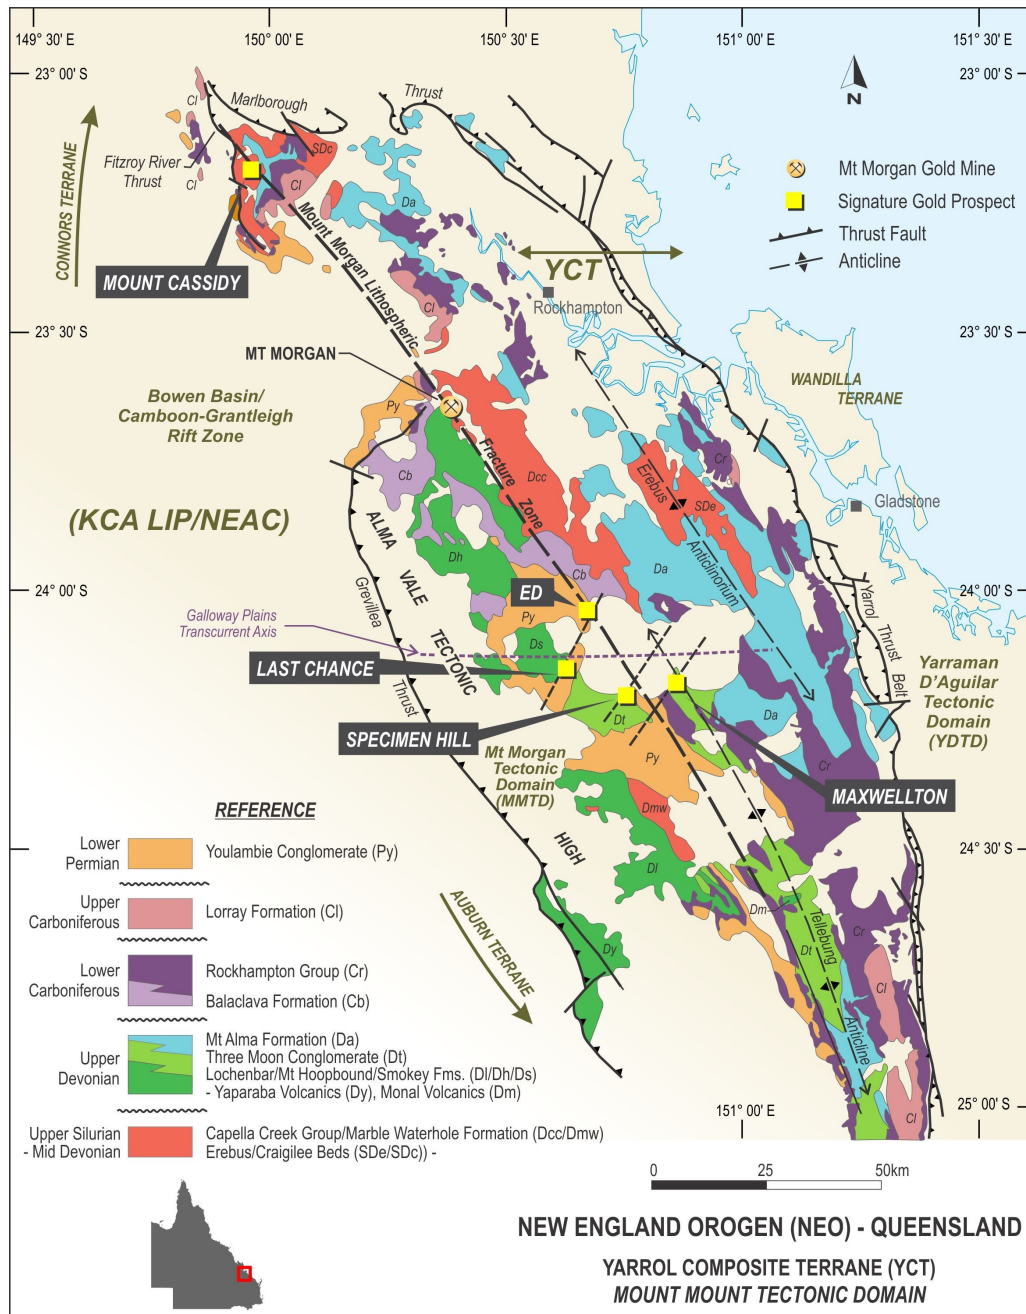 149° 30' E
150° 00' E
150° 30' E
151° 00' E
151° 30' E
23° 00' S
23° 00' S
N
Mt Morgan Gold Mine
Signature Gold Prospect
Thrust Fault
Anticline
Marlborough
Thrust
Cl
SDc
Fitzroy River
Thrust
Cl
Cl
Da
CONNORS TERRANE
MOUNT CASSIDY
Mount Morgan Lithospheric
Fracture
Zone
YCT
Rockhampton
Cl
23° 30' S
23° 30' S
MT MORGAN
WANDILLA
TERRANE
Bowen Basin/
Camboon-Grantleigh
Rift Zone
Py
Cb
Dcc
Cr
Erebus
SDe
Anticlinorium
Gladstone
(KCA LIP/NEAC)
ALMA
VALE
TECTONIC
HIGH
Dh
Cb
Da
24° 00' S
24° 00' S
ED
Py
Grevillea
Thrust
Galloway Plains
Transcurrent Axis
Ds
LAST CHANCE
Yarrol
Thrust
Belt
Yarraman
D'Aguilar
Tectonic
Domain
(YDTD)
SPECIMEN HILL
Dt
Da
Mt Morgan
Tectonic
Domain
(MMTD)
Py
Cr
MAXWELLTON
Dmw
Dl
24° 30' S
AUBURN TERRANE
Dy
Dm
Dt
Tellebung
Anticline
Cr
Cl
Cl
REFERENCE
Lower
Permian
Youlambie Conglomerate (Py)
Upper
Carboniferous
Lorray Formation (Cl)
Lower
Carboniferous
Rockhampton Group (Cr)
Balaclava Formation (Cb)
Upper
Devonian
Mt Alma Formation (Da)
Three Moon Conglomerate (Dt)
Lochenbar/Mt Hoopbound/Smokey Fms. (Dl/Dh/Ds)
- Yaparaba Volcanics (Dy), Monal Volcanics (Dm)
Upper Silurian
- Mid Devonian
Capella Creek Group/Marble Waterhole Formation (Dcc/Dmw)
Erebus/Craigilee Beds (SDe/SDc)) -
151° 00' E
25° 00' S
0
25
50km
NEW ENGLAND OROGEN (NEO) - QUEENSLAND
YARROL COMPOSITE TERRANE (YCT)
MOUNT MOUNT TECTONIC DOMAIN